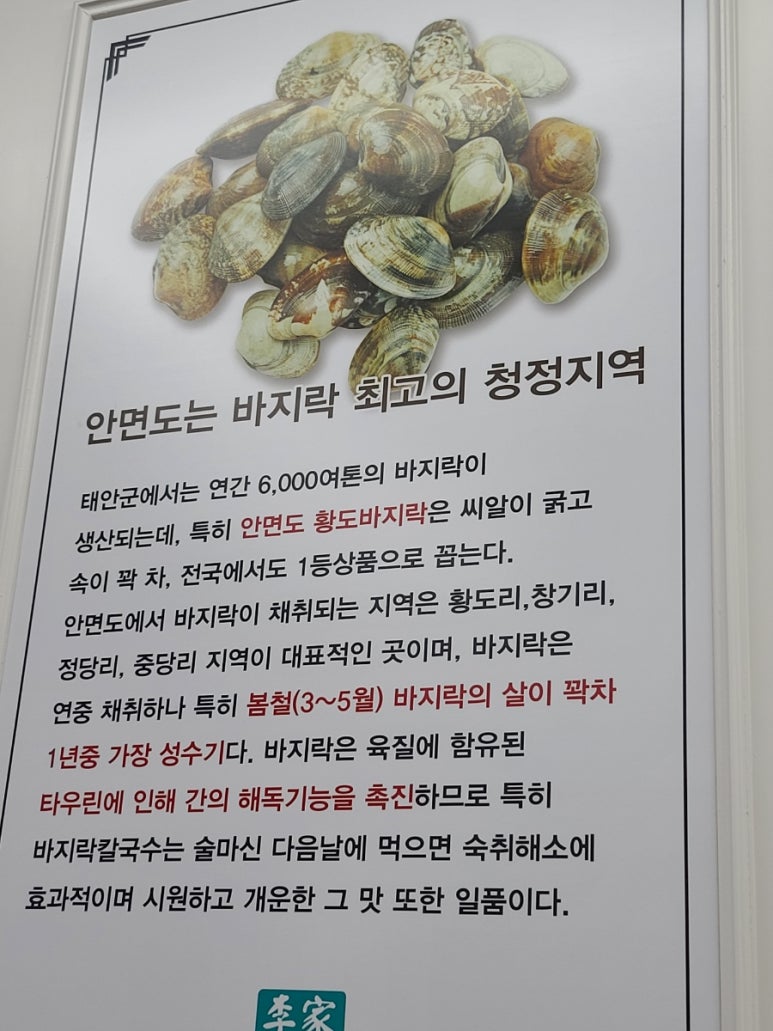 안면도는 바지락 최고의 청정지역
태안군에서는 연간 6,000여톤의 바지락이
생산되는데, 특히 안면도 황도바지락은 씨알이 굵고
속이 꽉 차, 전국에서도 1등상품으로 꼽는다.
안면도에서 바지락이 채취되는 지역은 황도리,창기리,
정당리, 중당리 지역이 대표적인 곳이며, 바지락은
연중 채취하나 특히 봄철(3~5월) 바지락의 살이 꽉차
1년중 가장 성수기다. 바지락은 육질에 함유된
타우린에 인해 간의 해독기능을 촉진하므로 특히
바지락칼국수는 술마신 다음날에 먹으면 숙취해소에
효과적이며 시원하고 개운한 그 맛 또한 일품이다.
李家